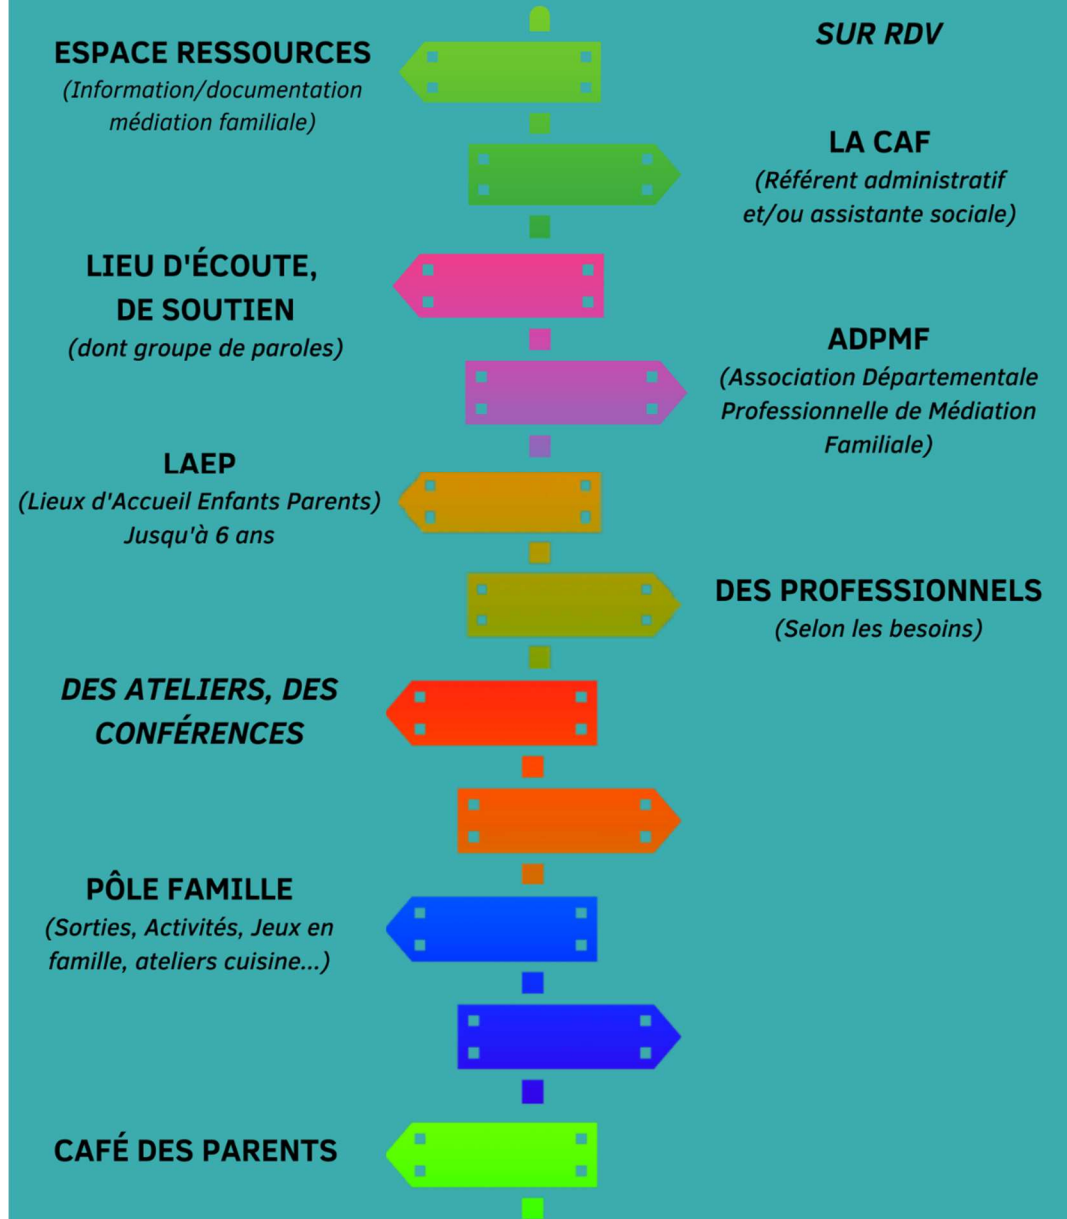 ESPACE RESSOURCES
(Information/documentation
médiation familiale)
SUR RDV
LA CAF
(Référent administratif
et/ou assistante sociale)
LIEU D'ÉCOUTE,
DE SOUTIEN
(dont groupe de paroles)
ADPMF
(Association Départementale
Professionnelle de Médiation
Familiale)
LAEP
(Lieux d'Accueil Enfants Parents)
Jusqu'à 6 ans
DES PROFESSIONNELS
(Selon les besoins)
DES ATELIERS, DES
CONFÉRENCES
PÔLE FAMILLE
(Sorties, Activités, Jeux en
famille, ateliers cuisine...)
CAFÉ DES PARENTS